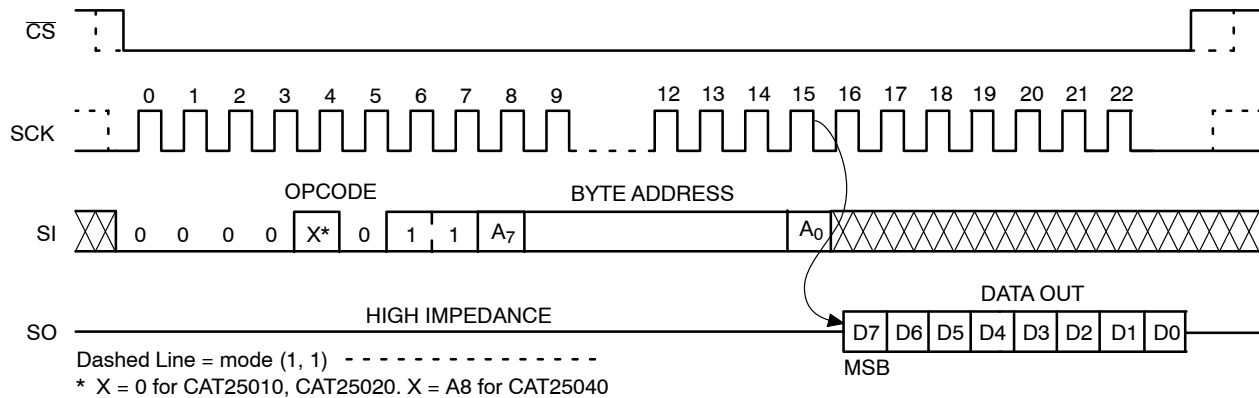 CS
0 1 2 3 4 5 6 7 8 9 12 13 14 15 16 17 18 19 20 21 22
SCK
OPCODE BYTE ADDRESS
SI 0 0 0 0 X* 0 1 1 A7 A0
DATA OUT
HIGH IMPEDANCE
SO D7 D6 D5 D4 D3 D2 D1 D0
Dashed Line = mode (1, 1) - - - - - - - - - - - - - -
MSB
* X = 0 for CAT25010, CAT25020. X = A8 for CAT25040